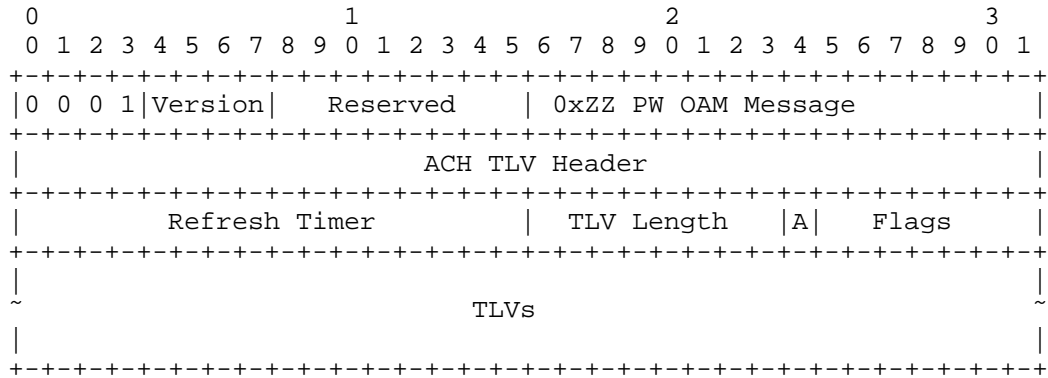 0                   1                   2                   3
 0 1 2 3 4 5 6 7 8 9 0 1 2 3 4 5 6 7 8 9 0 1 2 3 4 5 6 7 8 9 0 1
+-+-+-+-+-+-+-+-+-+-+-+-+-+-+-+-+-+-+-+-+-+-+-+-+-+-+-+-+-+-+-+-+
|0 0 0 1|Version|   Reserved    | 0xZZ PW OAM Message           |
+-+-+-+-+-+-+-+-+-+-+-+-+-+-+-+-+-+-+-+-+-+-+-+-+-+-+-+-+-+-+-+-+
|                         ACH TLV Header                        |
+-+-+-+-+-+-+-+-+-+-+-+-+-+-+-+-+-+-+-+-+-+-+-+-+-+-+-+-+-+-+-+-+
|         Refresh Timer         |  TLV Length   |A|   Flags     |
+-+-+-+-+-+-+-+-+-+-+-+-+-+-+-+-+-+-+-+-+-+-+-+-+-+-+-+-+-+-+-+-+
|                                                               |
~                            TLVs                               ~
|                                                               |
+-+-+-+-+-+-+-+-+-+-+-+-+-+-+-+-+-+-+-+-+-+-+-+-+-+-+-+-+-+-+-+-+